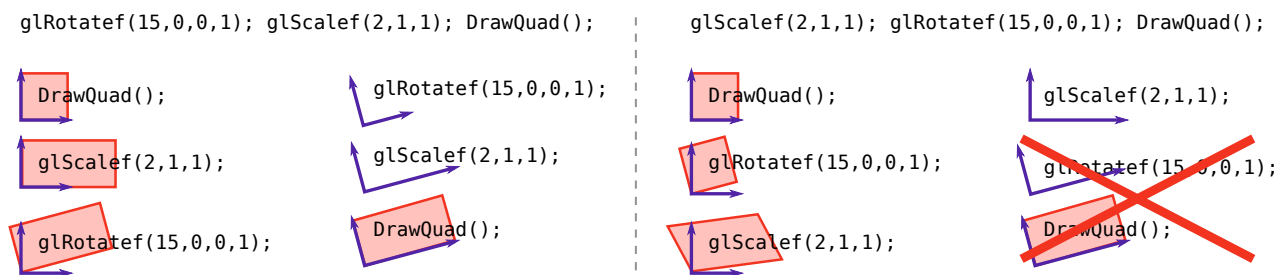 glRotatef(15,0,0,1); glScalef(2,1,1); DrawQuad();
DrawQuad();
glScalef(2,1,1);
glRotatef(15,0,0,1);
glRotatef(15,0,0,1);
glScalef(2,1,1);
DrawQuad();
glScalef(2,1,1); glRotatef(15,0,0,1); DrawQuad();
DrawQuad();
glRotatef(15,0,0,1);
glScalef(2,1,1);
glScalef(2,1,1);
glRotatef(15,0,0,1);
DrawQuad();